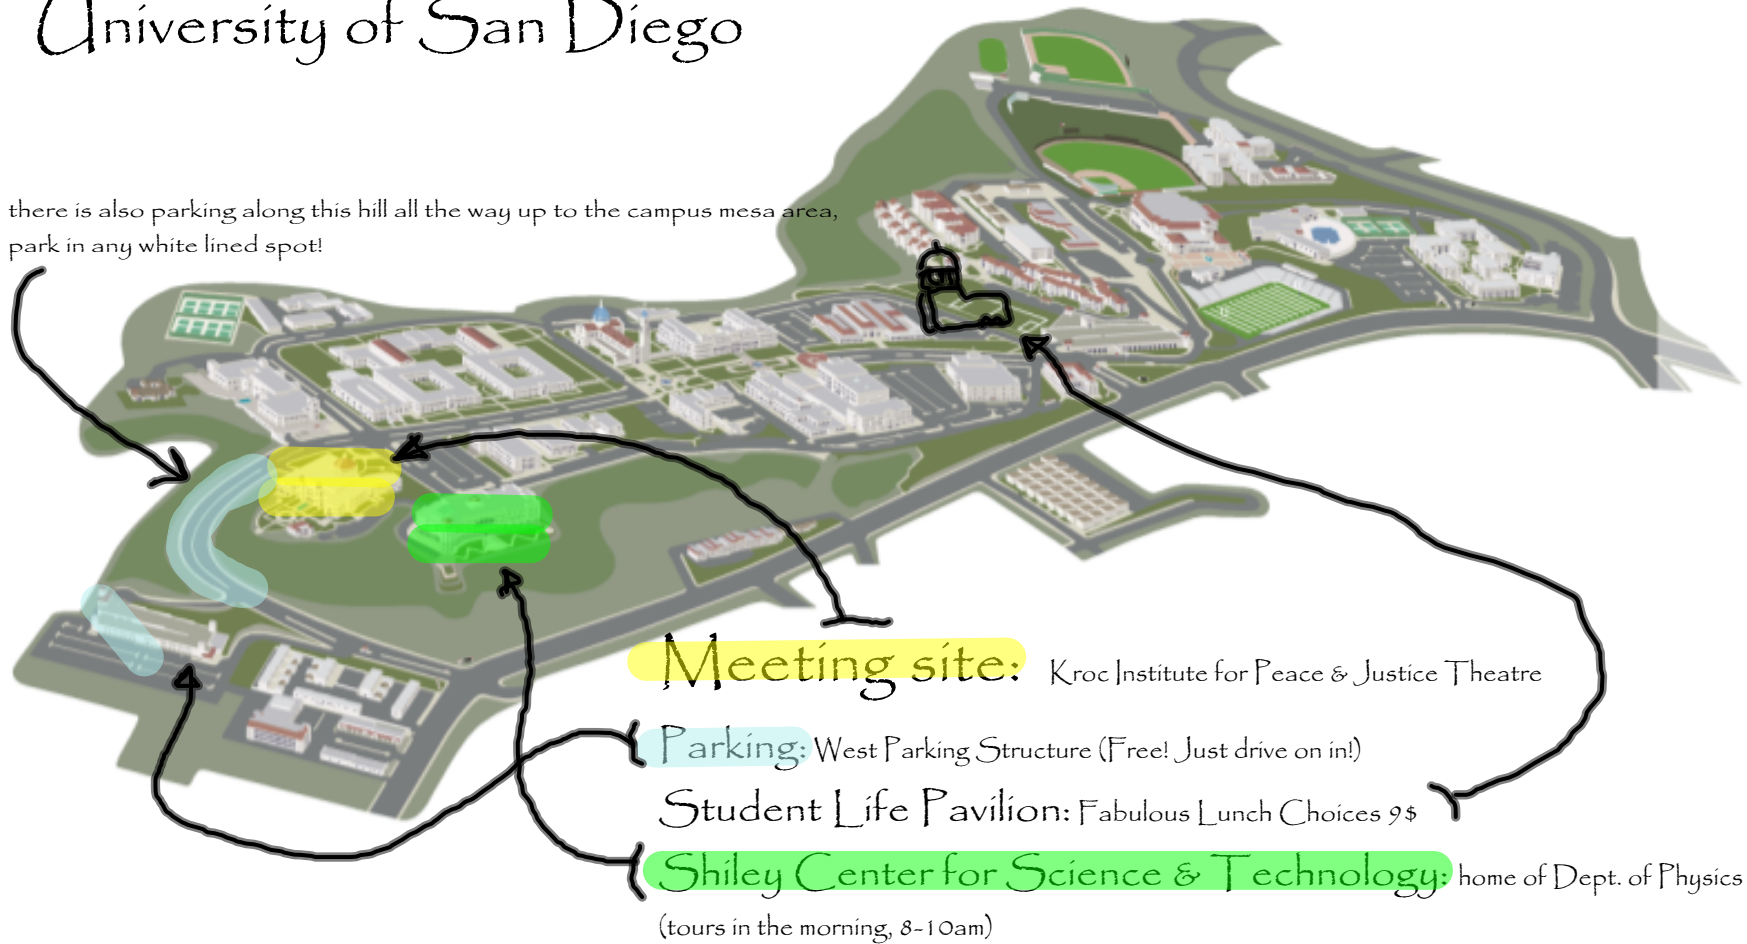 University of San Diego
there is also parking along this hill all the way up to the campus mesa area,
park in any white lined spot!
Meeting site: Kroc Institute for Peace & Justice Theatre
Parking: West Parking Structure (Free! Just drive on in!)
Student Life Pavilion: Fabulous Lunch Choices 9$
Shiley Center for Science & Technology: home of Dept. of Physics
(tours in the morning, 8-10am)